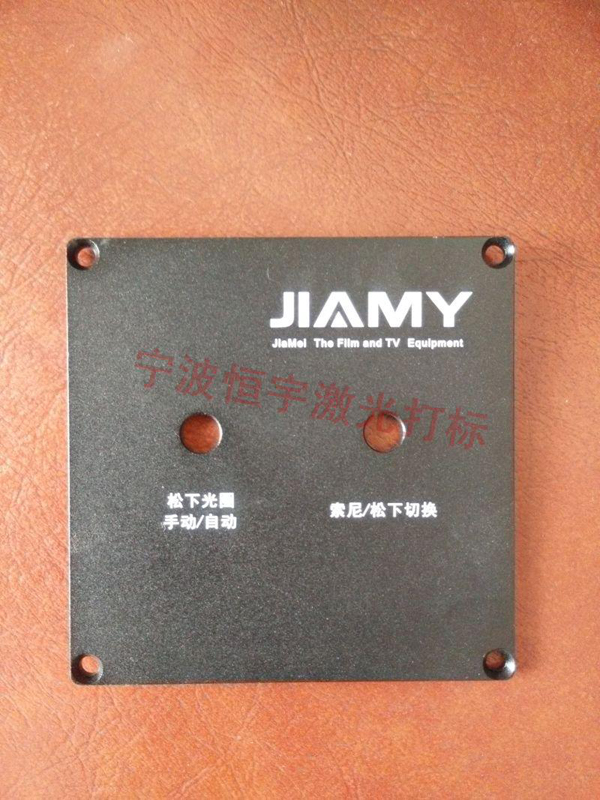 JIAMY
JiaMei The Film and TV Equipment
宁波恒宇激光打标
松下光圈
手动/自动
索尼/松下切换